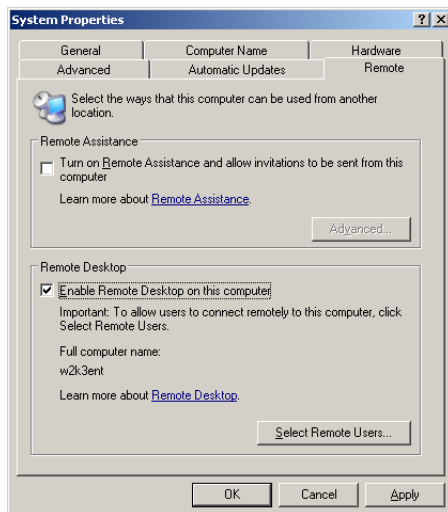 System Properties
General
Computer Name
Hardware
Advanced
Automatic Updates
Remote
Select the ways that this computer can be used from another
location.
Remote Assistance
Turn on Remote Assistance and allow invitations to be sent from this
computer
Learn more about Remote Assistance.
Advanced...
Remote Desktop
Enable Remote Desktop on this computer
Important: To allow users to connect remotely to this computer, click
Select Remote Users.
Full computer name:
w2k3ent
Learn more about Remote Desktop.
Select Remote Users...
OK
Cancel
Apply